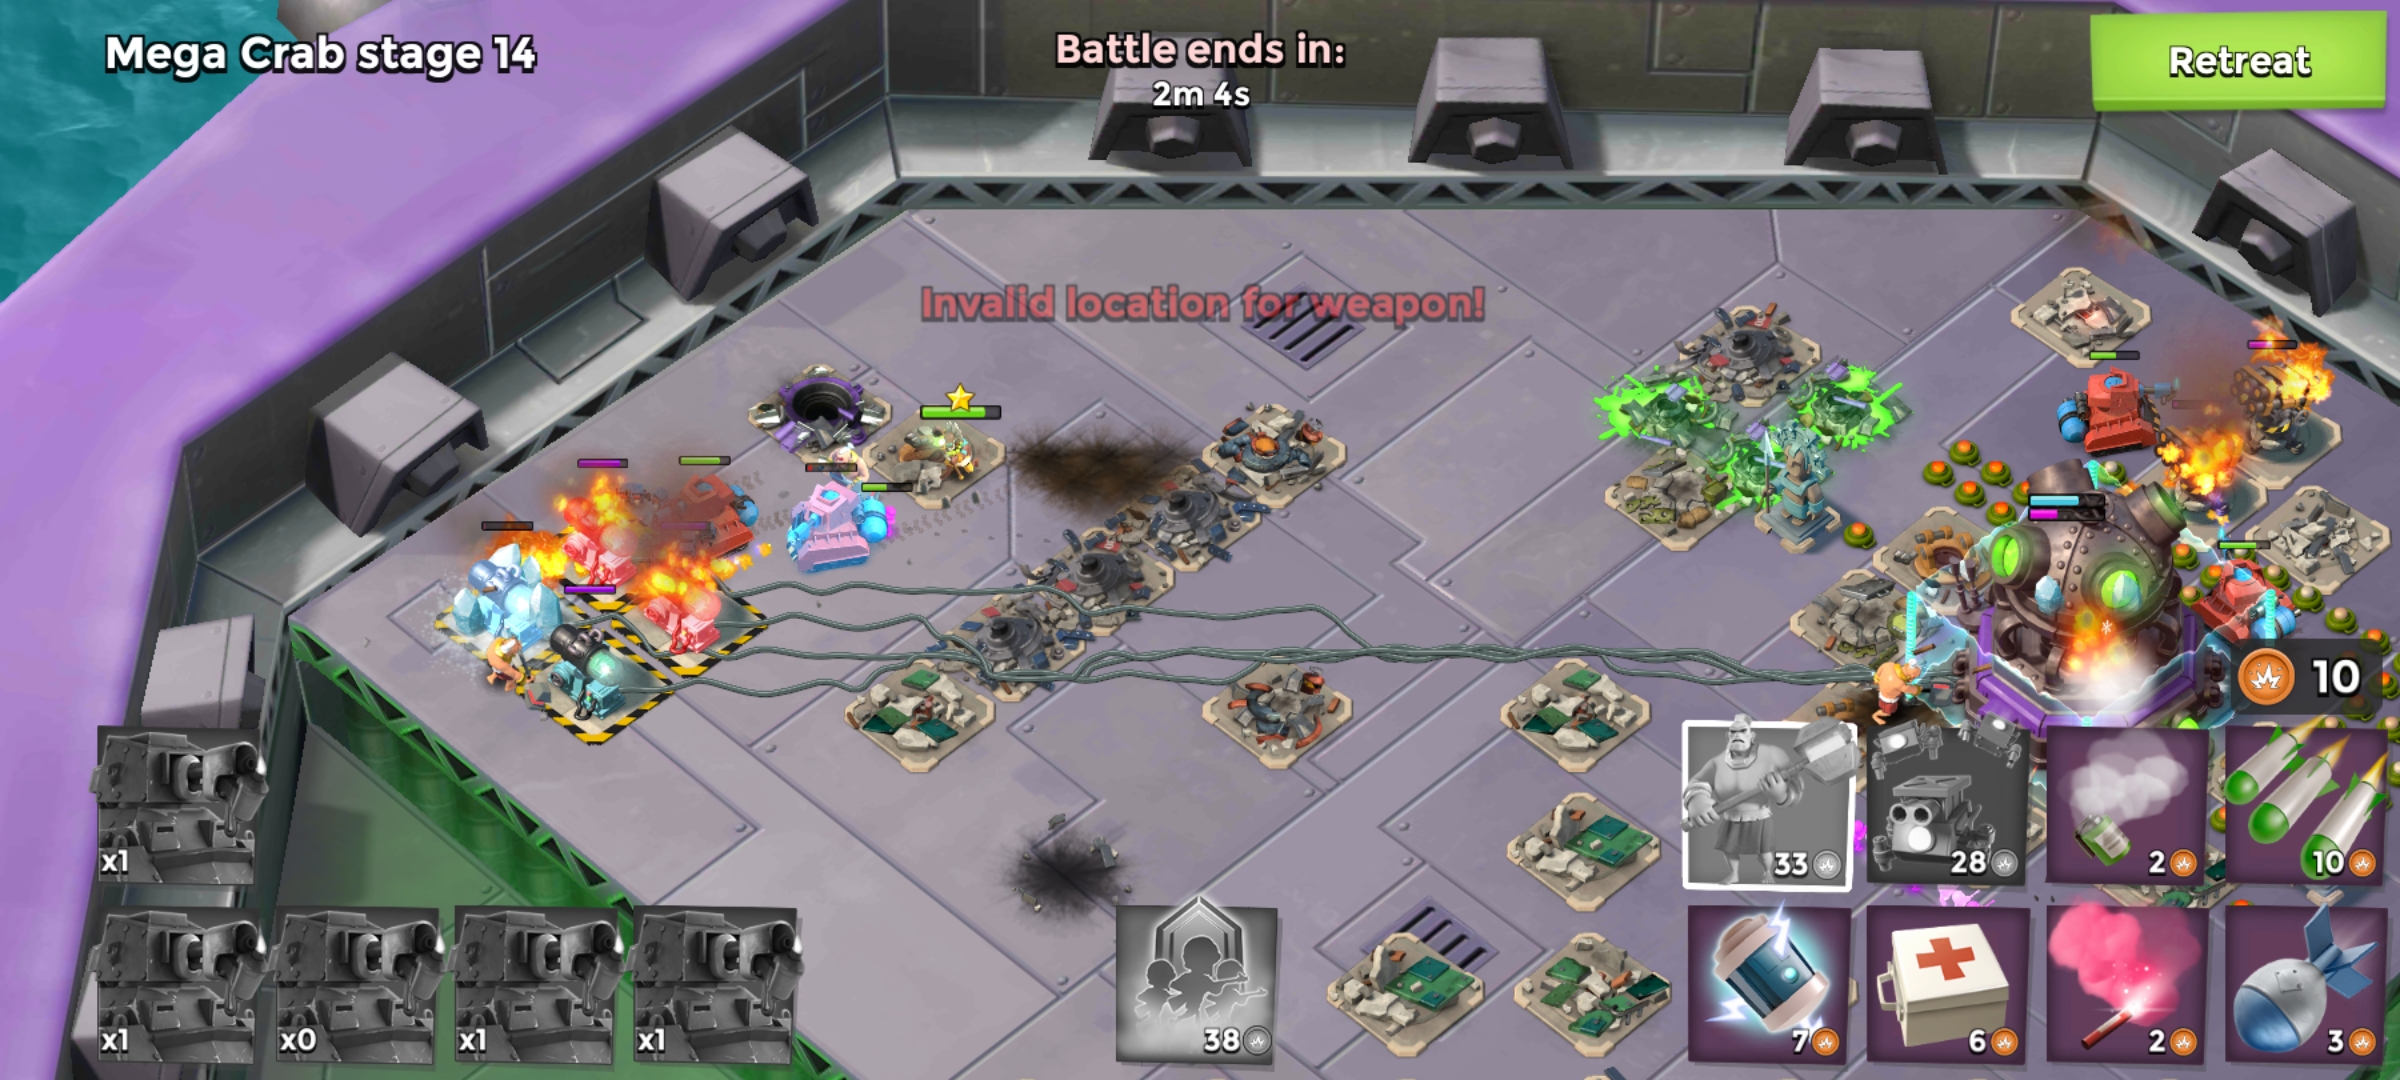 Mega Crab stage 14
Battle ends in:
2m 4s
Retreat
Invalid location for weapon!
10
x1
33
28
2
10
x1
x0
x1
x1
38
7
6
2
3